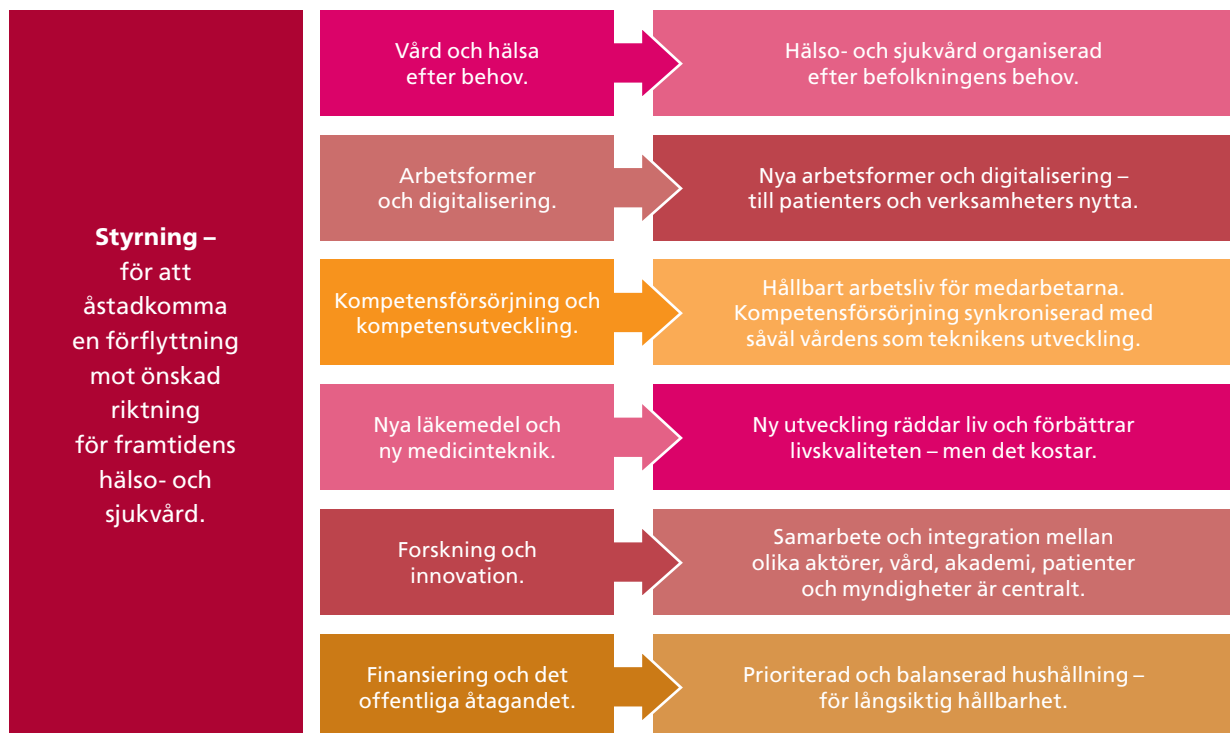 Styrning –
för att
åstadkomma
en förflyttning
mot önskad
riktning
för framtidens
hälso- och
sjukvård.
Vård och hälsa
efter behov.
Hälso- och sjukvård organiserad
efter befolkningens behov.
Arbetsformer
och digitalisering.
Nya arbetsformer och digitalisering –
till patienters och verksamheters nytta.
Kompetensförsörjning och
kompetensutveckling.
Hållbart arbetsliv för medarbetarna.
Kompetensförsörjning synkroniserad med
såväl vårdens som teknikens utveckling.
Nya läkemedel och
ny medicinteknik.
Ny utveckling räddar liv och förbättrar
livskvaliteten – men det kostar.
Forskning och
innovation.
Samarbete och integration mellan
olika aktörer, vård, akademi, patienter
och myndigheter är centralt.
Finansiering och det
offentliga åtagandet.
Prioriterad och balanserad hushållning –
för långsiktig hållbarhet.